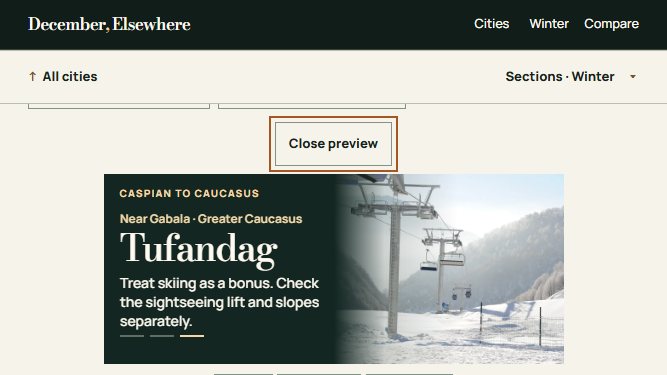 December, Elsewhere
Cities Winter Compare
↑ All cities
Sections · Winter
Close preview
CASPIAN TO CAUCASUS
Near Gabala · Greater Caucasus
Tufandag
Treat skiing as a bonus. Check
the sightseeing lift and slopes
separately.